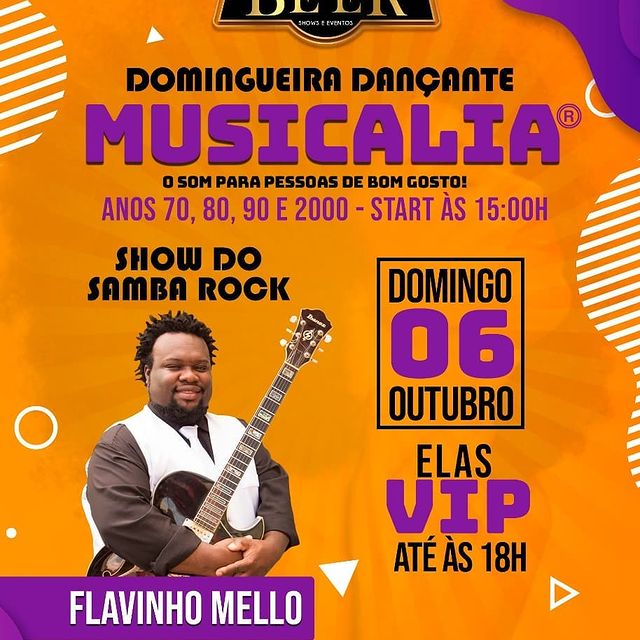 BEER
SHOWS E EVENTOS
DOMINGUEIRA DANÇANTE
MUSICALIA®
O SOM PARA PESSOAS DE BOM GOSTO!
ANOS 70, 80, 90 E 2000 - START ÀS 15:00H
SHOW DO
SAMBA ROCK
DOMINGO
06
OUTUBRO
ELAS
VIP
ATÉ ÀS 18H
Ibanez
FLAVINHO MELLO